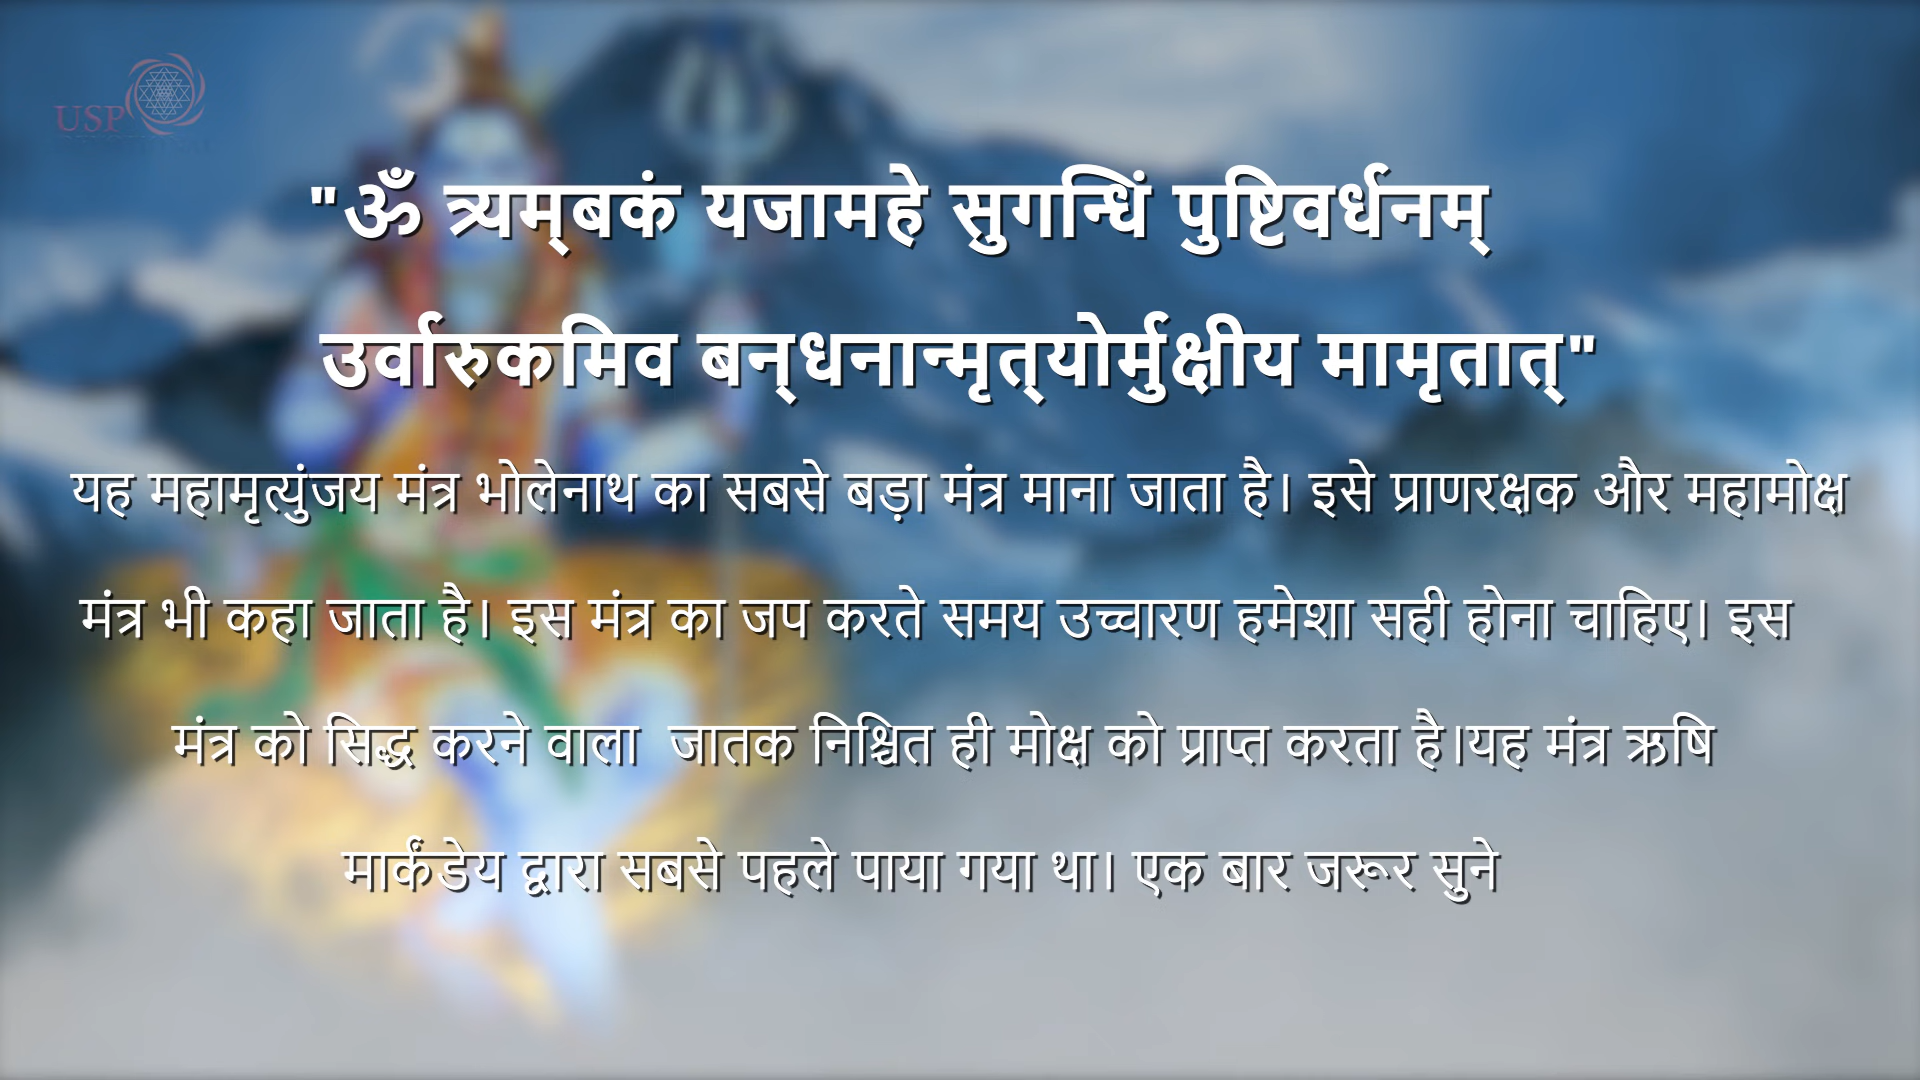 USP
"ॐ त्र्यम्‌बकं यजामहे सुगन्धिं पुष्टिवर्धनम्
उर्वारुकमिव बन्‌धनान्मृत्‌योर्मुक्षीय मामृतात्"
यह महामृत्युंजय मंत्र भोलेनाथ का सबसे बड़ा मंत्र माना जाता है। इसे प्राणरक्षक और महामोक्ष
मंत्र भी कहा जाता है। इस मंत्र का जप करते समय उच्चारण हमेशा सही होना चाहिए। इस
मंत्र को सिद्ध करने वाला जातक निश्चित ही मोक्ष को प्राप्त करता है।यह मंत्र ऋषि
मार्कंडेय द्वारा सबसे पहले पाया गया था। एक बार जरूर सुने